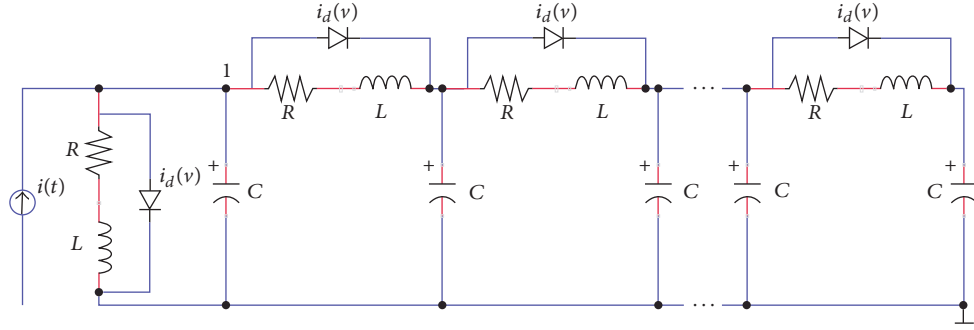 i_d(v) i_d(v) i_d(v)
1
R L R L ... R L
R
i(t) i_d(v) + C + C + C + C + C
L
...